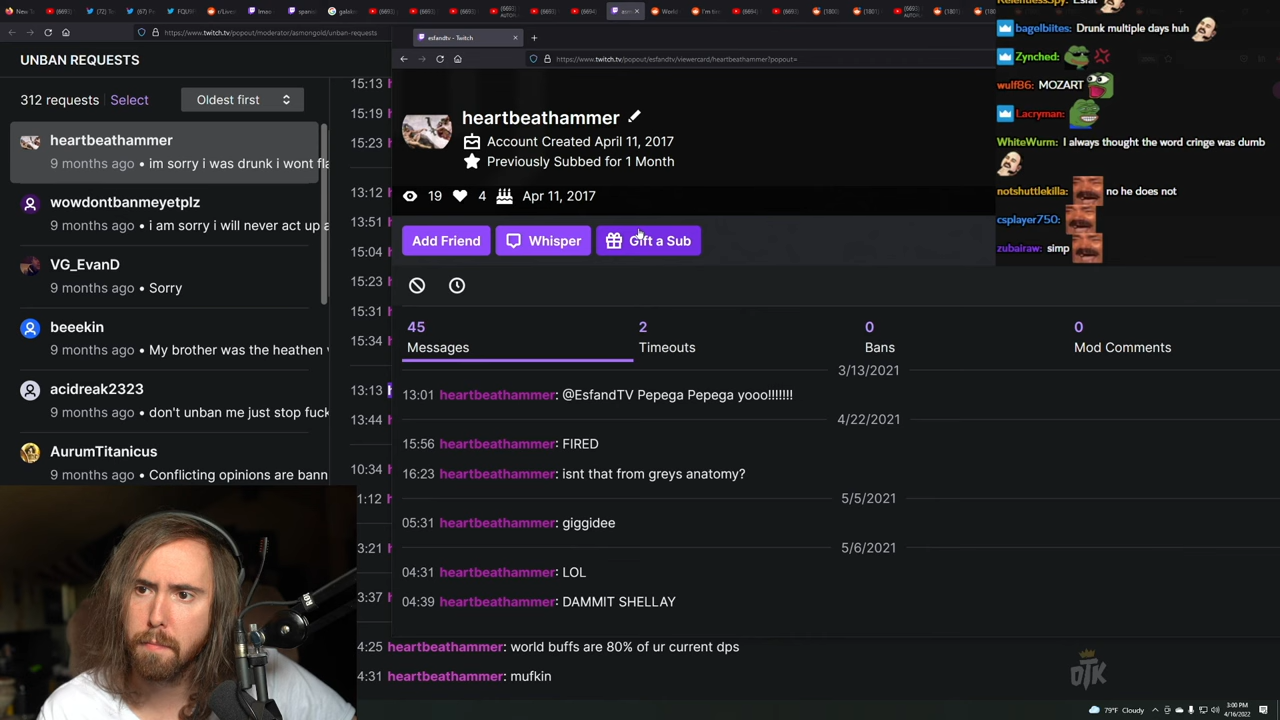 https://www.twitch.tv/popout/moderator/asmongold/unban-requests
UNBAN REQUESTS
312 requests Select Oldest first
heartbeathammer
9 months ago • im sorry i was drunk i wont fla
wowdontbanmeyetplz
9 months ago • i am sorry i will never act up a
VG_EvanD
9 months ago • Sorry
beeekin
9 months ago • My brother was the heathen
acidreak2323
9 months ago • don't unban me just stop fuck
AurumTitanicus
9 months ago • Conflicting opinions are bann
15:13
15:19
15:23
13:12
13:51
15:04
15:23
15:31
15:34
13:13
13:44
10:34
1:12
3:21
3:37
esfandtv - Twitch
https://www.twitch.tv/popout/esfandtv/viewercard/heartbeathammer?popout=
heartbeathammer
Account Created April 11, 2017
Previously Subbed for 1 Month
19 4 Apr 11, 2017
Add Friend Whisper Gift a Sub
45 2 0 0
Messages Timeouts Bans Mod Comments
3/13/2021
13:01 heartbeathammer: @EsfandTV Pepega Pepega yooo!!!!!!!
4/22/2021
15:56 heartbeathammer: FIRED
16:23 heartbeathammer: isnt that from greys anatomy?
5/5/2021
05:31 heartbeathammer: giggidee
5/6/2021
04:31 heartbeathammer: LOL
04:39 heartbeathammer: DAMMIT SHELLAY
4:25 heartbeathammer: world buffs are 80% of ur current dps
4:31 heartbeathammer: mufkin
bagelbiites: Drunk multiple days huh
Zynched:
wulf86: MOZART
Lacryman:
WhiteWurm: I always thought the word cringe was dumb
notshuttlekilla: no he does not
csplayer750:
zubairaw: simp
OTK
79°F Cloudy
3:00 PM
4/16/2022